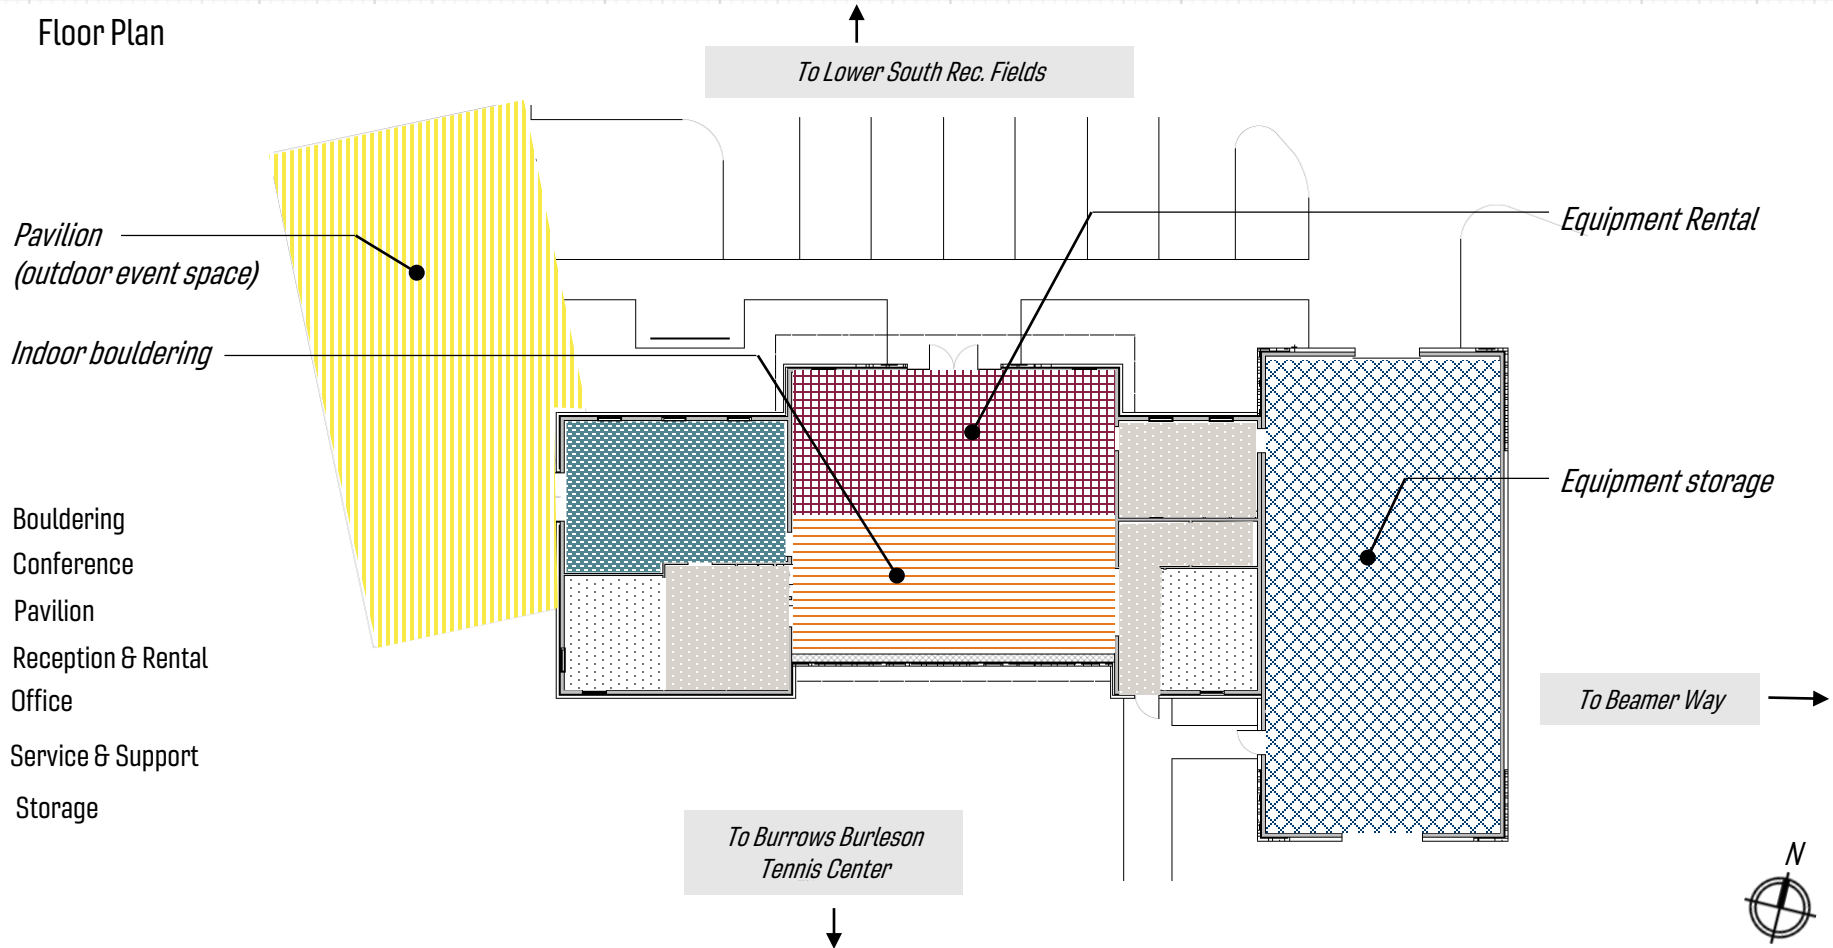 Floor Plan
To Lower South Rec. Fields
Pavilion
(outdoor event space)
Equipment Rental
Indoor bouldering
Equipment storage
Bouldering
Conference
Pavilion
Reception & Rental
Office
Service & Support
Storage
To Beamer Way
To Burrows Burleson
Tennis Center
N